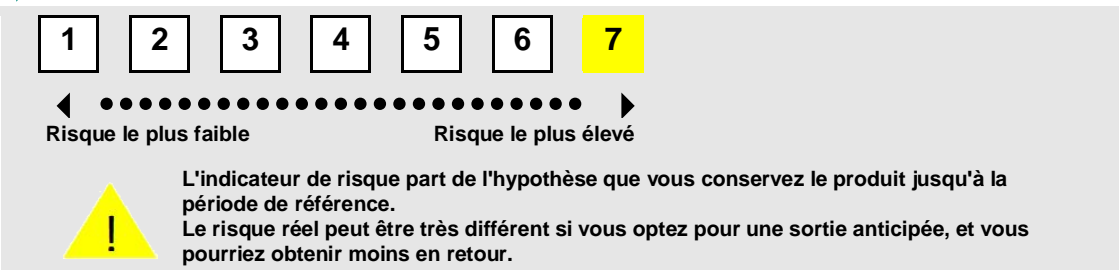 1 2 3 4 5 6 7
Risque le plus faible Risque le plus élevé
!
L'indicateur de risque part de l'hypothèse que vous conservez le produit jusqu'à la
période de référence.
Le risque réel peut être très différent si vous optez pour une sortie anticipée, et vous
pourriez obtenir moins en retour.